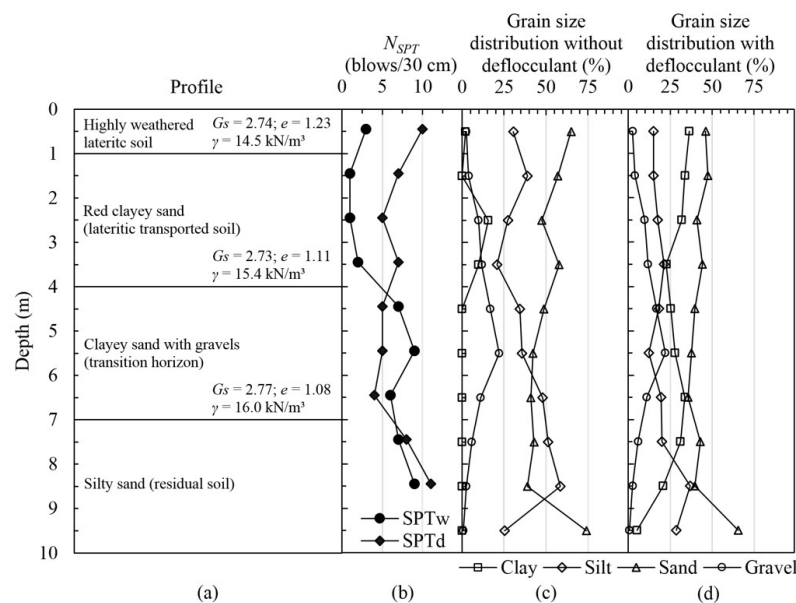 Profile
N_SPT
(blows/30 cm)
0 5 10
Grain size
distribution without
deflocculant (%)
0 25 50 75
Grain size
distribution with
deflocculant (%)
0 25 50 75
Depth (m)
0
1
2
3
4
5
6
7
8
9
10
Highly weathered
lateritc soil
Gs = 2.74; e = 1.23
γ = 14.5 kN/m³
Red clayey sand
(lateritic transported soil)
Gs = 2.73; e = 1.11
γ = 15.4 kN/m³
Clayey sand with gravels
(transition horizon)
Gs = 2.77; e = 1.08
γ = 16.0 kN/m³
Silty sand (residual soil)
SPTw
SPTd
Clay Silt Sand Gravel
(a) (b) (c) (d)